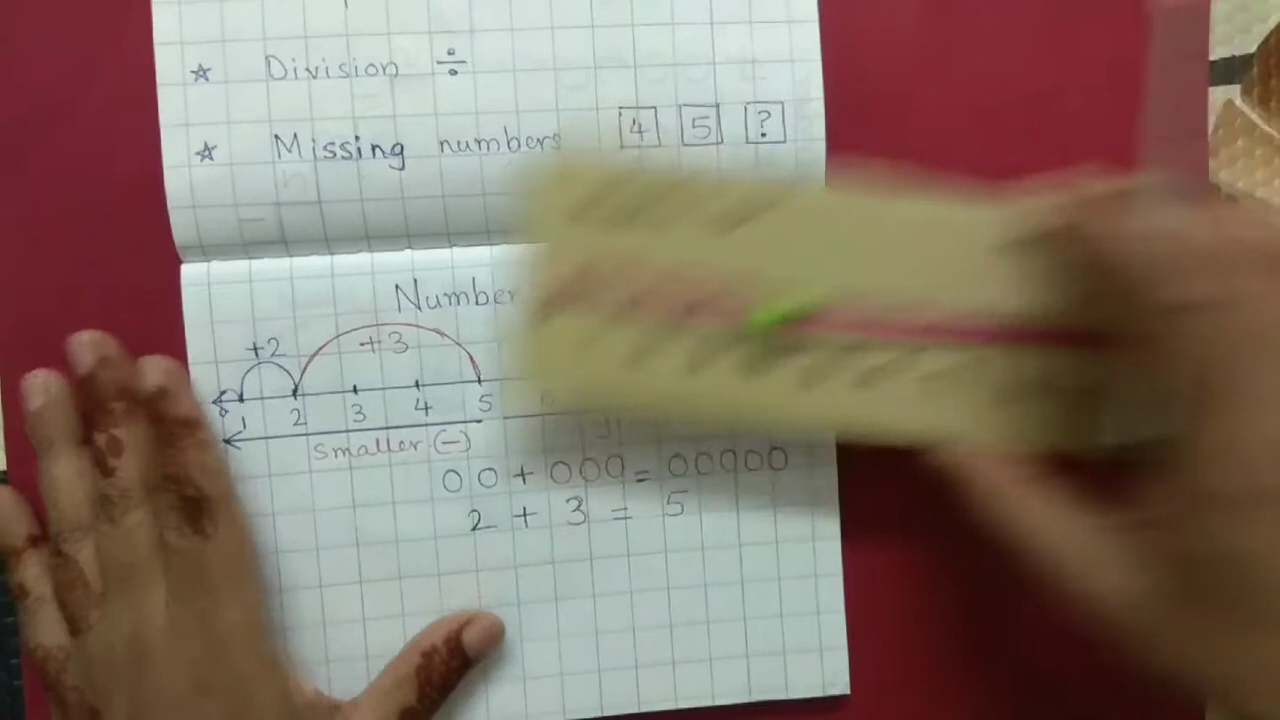 ☆ Division ÷
☆ Missing numbers 4 5 ?
Number
+2 +3
1 2 3 4 5
Smaller (-)
00+000=00000
2 + 3 = 5